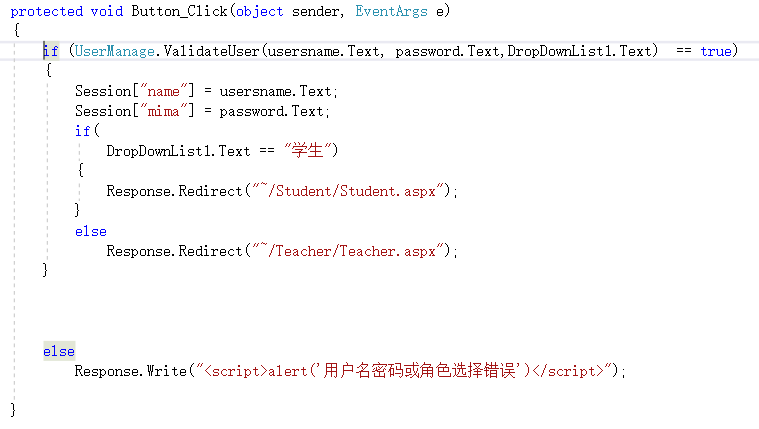 protected void Button_Click(object sender, EventArgs e)
{
if (UserManage.ValidateUser(usersname.Text, password.Text,DropDownList1.Text) == true)
{
Session["name"] = usersname.Text;
Session["mima"] = password.Text;
if(
DropDownList1.Text == "学生")
{
Response.Redirect("~/Student/Student.aspx");
}
else
Response.Redirect("~/Teacher/Teacher.aspx");
}
else
Response.Write("<script>alert('用户名密码或角色选择错误')</script>");
}